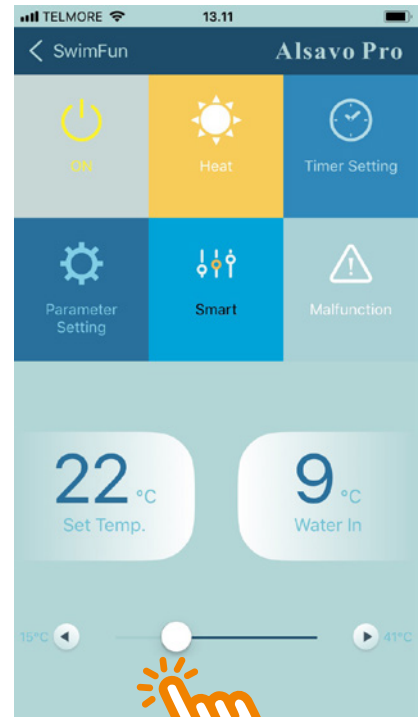 TELMORE 13.11
SwimFun Alsavo Pro
ON Heat Timer Setting
Parameter Setting Smart Malfunction
22 °C 9 °C
Set Temp. Water In
15°C 41°C